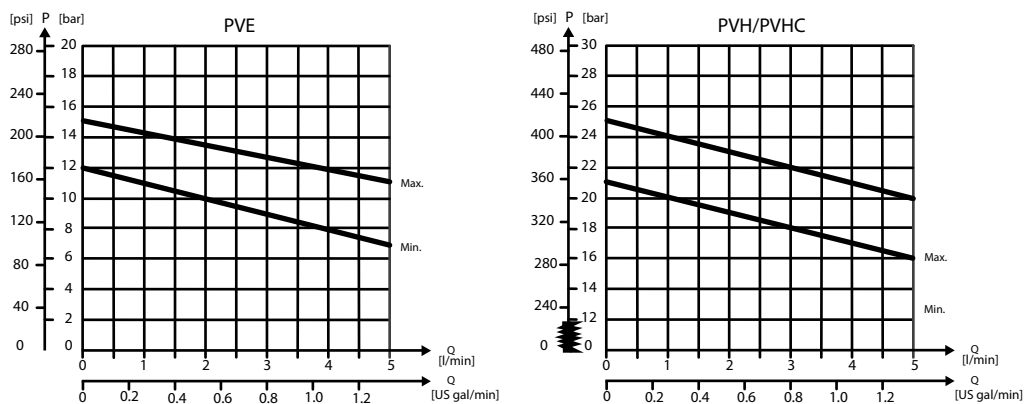 [psi] P [bar]
PVE
280 20
18
240 16
200 14
160 12
10
120 8
80 6
4
40 2
0 0
Max.
Min.
0 1 2 3 4 5
Q
[l/min]
0 0.2 0.4 0.6 0.8 1.0 1.2
Q
[US gal/min]
[psi] P [bar]
PVH/PVHC
480 30
28
440 26
400 24
22
360 20
320 18
280 16
14
240 12
0 0
Max.
Min.
0 1 2 3 4 5
Q
[l/min]
0 0.2 0.4 0.6 0.8 1.0 1.2
Q
[US gal/min]